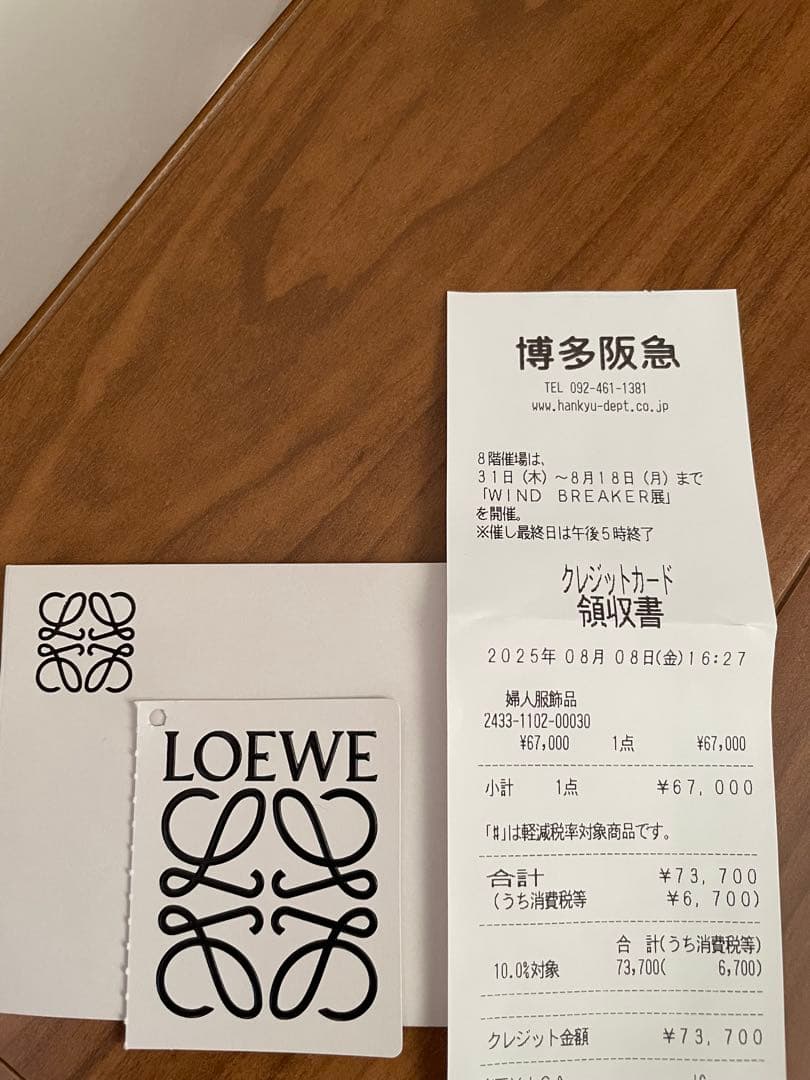 博多阪急
TEL 092-461-1381
www.hankyu-dept.co.jp
8階催場は、
31日(木)~8月18日(月)まで
「WIND BREAKER展」
を開催。
※催し最終日は午後5時終了
クレジットカード
領収書
2025年08月08日(金)16:27
婦人服飾品
2433-1102-00030
¥67,000 1点 ¥67,000
小計 1点 ¥67,000
「#」は軽減税率対象商品です。
合計 ¥73,700
(うち消費税等 ¥6,700)
合 計(うち消費税等)
10.0%対象 73,700( 6,700)
クレジット金額 ¥73,700
LOEWE